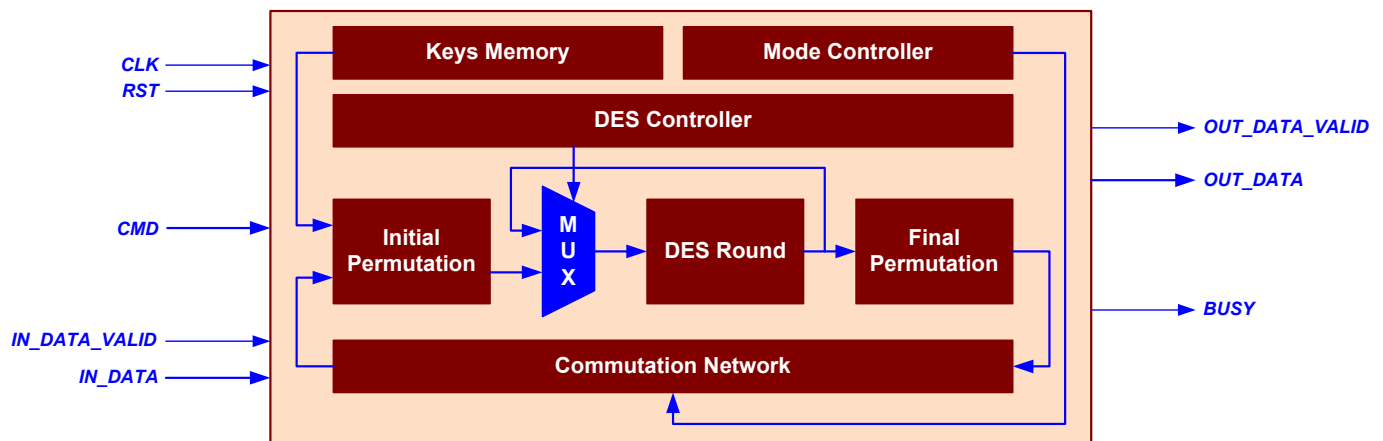 Keys Memory
Mode Controller
CLK
RST
DES Controller
OUT_DATA_VALID
OUT_DATA
CMD
Initial
Permutation
M
U
X
DES Round
Final
Permutation
BUSY
IN_DATA_VALID
IN_DATA
Commutation Network